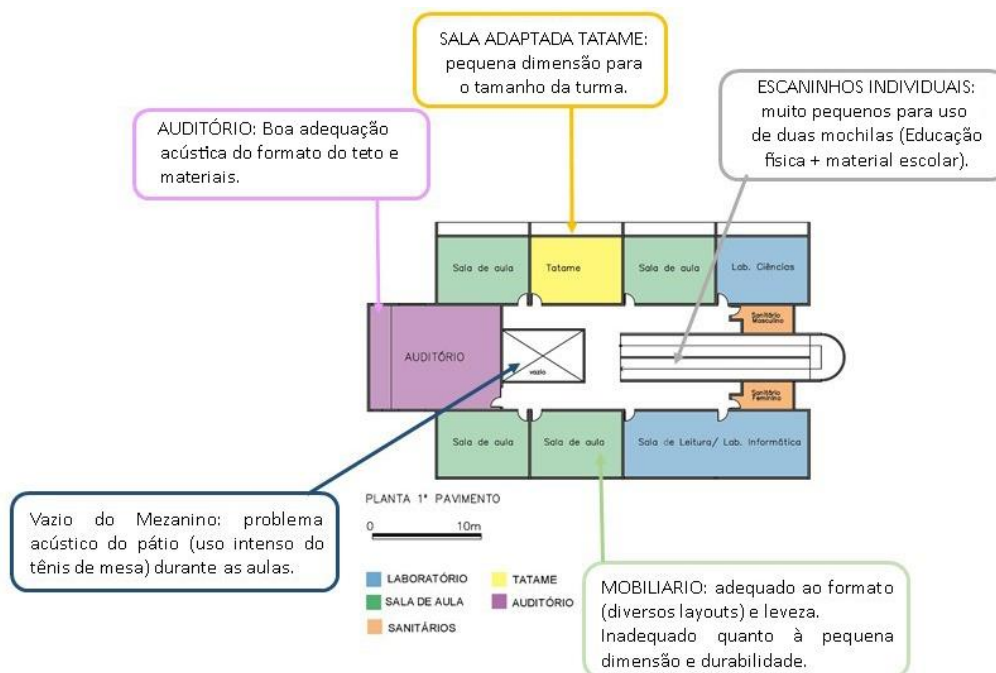 SALA ADAPTADA TATAME:
pequena dimensão para
o tamanho da turma.
ESCANINHOS INDIVIDUAIS:
muito pequenos para uso
de duas mochilas (Educação
física + material escolar).
AUDITÓRIO: Boa adequação
acústica do formato do teto e
materiais.
Sala de aula
Tatame
Sala de aula
Lab. Ciências
Sanitário
Masculino
AUDITÓRIO
vazio
Sanitário
Feminino
Sala de aula
Sala de aula
Sala de Leitura/ Lab. Informática
Vazio do Mezanino: problema
acústico do pátio (uso intenso do
tênis de mesa) durante as aulas.
PLANTA 1° PAVIMENTO
0 10m
LABORATÓRIO
TATAME
SALA DE AULA
AUDITÓRIO
SANITÁRIOS
MOBILIARIO: adequado ao formato
(diversos layouts) e leveza.
Inadequado quanto à pequena
dimensão e durabilidade.